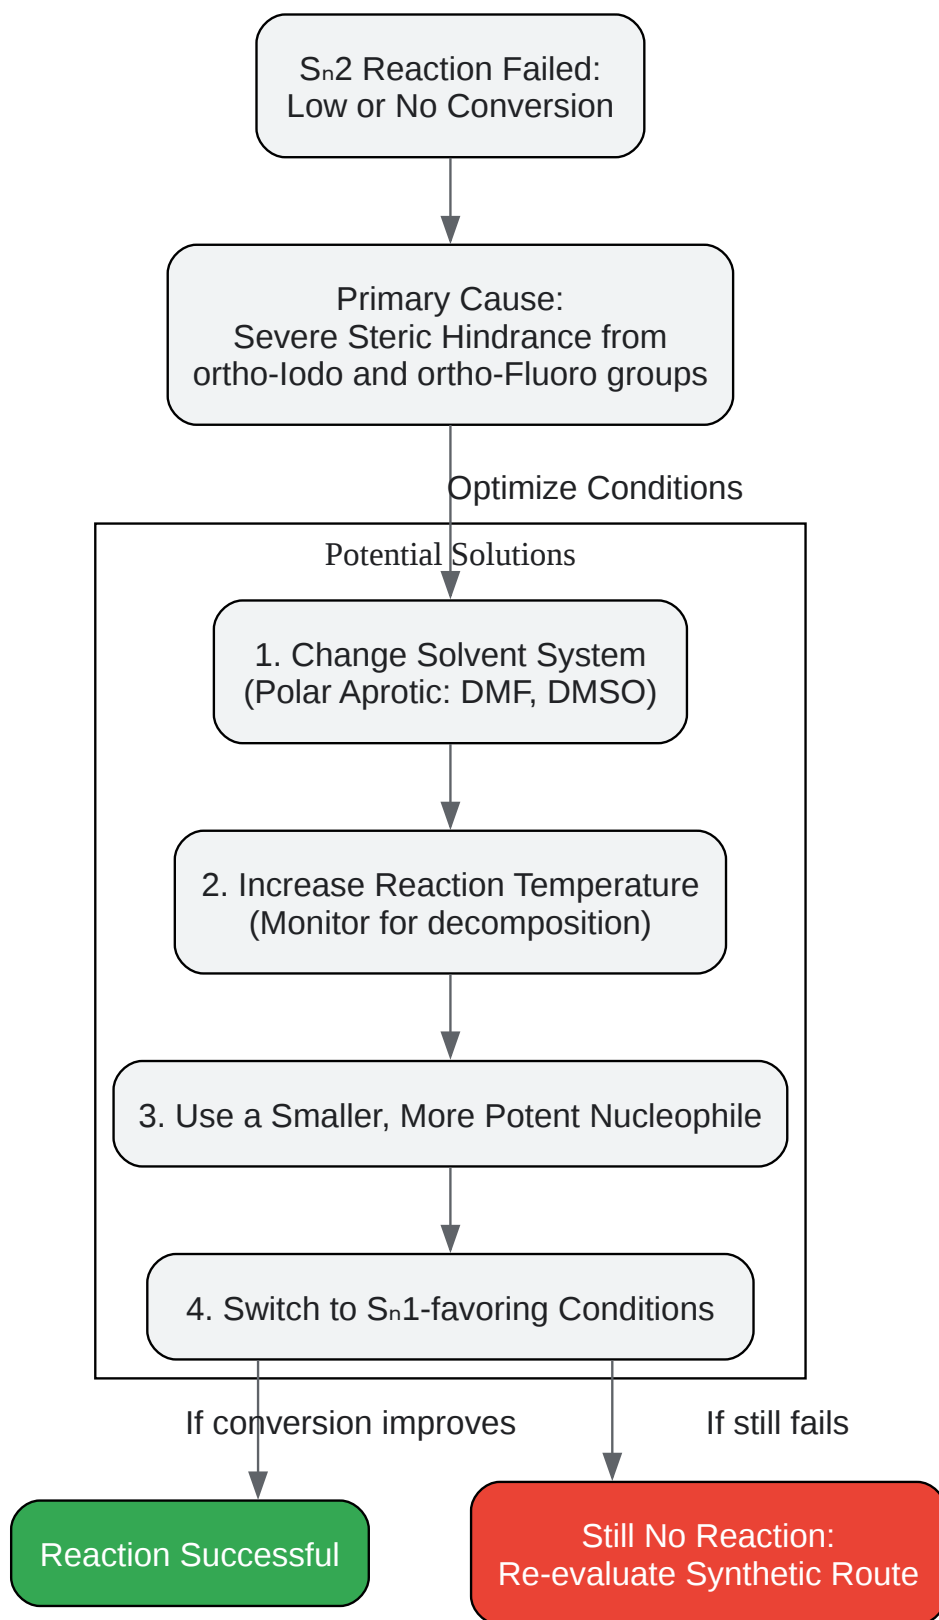 Sₙ2 Reaction Failed:
Low or No Conversion
Primary Cause:
Severe Steric Hindrance from
ortho-Iodo and ortho-Fluoro groups
Optimize Conditions
Potential Solutions
1. Change Solvent System
(Polar Aprotic: DMF, DMSO)
2. Increase Reaction Temperature
(Monitor for decomposition)
3. Use a Smaller, More Potent Nucleophile
4. Switch to Sₙ1-favoring Conditions
If conversion improves
If still fails
Reaction Successful
Still No Reaction:
Re-evaluate Synthetic Route